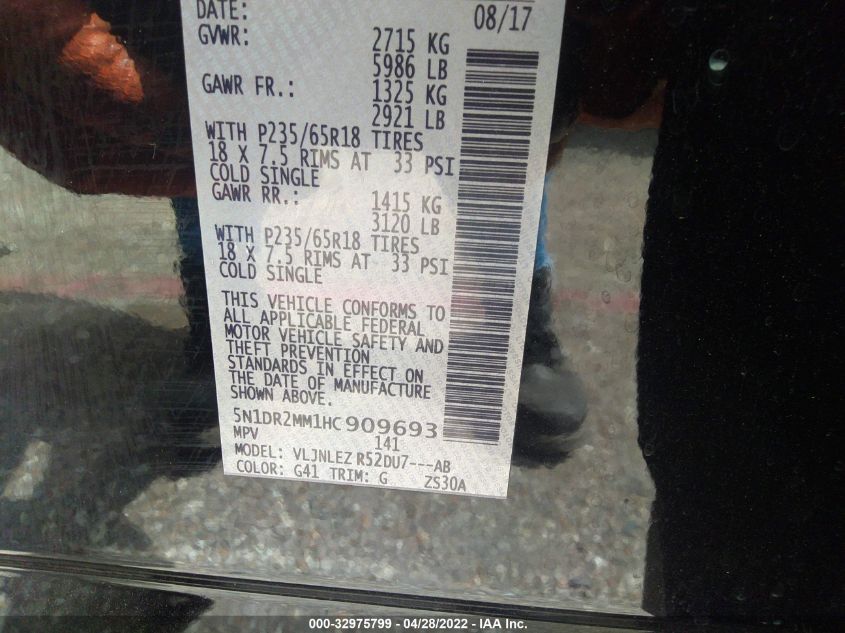 DATE: 08/17
GVWR: 2715 KG
5986 LB
GAWR FR.: 1325 KG
2921 LB
WITH P235/65R18 TIRES
18 X 7.5 RIMS AT 33 PSI
COLD SINGLE
GAWR RR.: 1415 KG
3120 LB
WITH P235/65R18 TIRES
18 X 7.5 RIMS AT 33 PSI
COLD SINGLE
THIS VEHICLE CONFORMS TO
ALL APPLICABLE FEDERAL
MOTOR VEHICLE SAFETY AND
THEFT PREVENTION
STANDARDS IN EFFECT ON
THE DATE OF MANUFACTURE
SHOWN ABOVE.
5N1DR2MM1HC909693
MPV 141
MODEL: VLJNLEZ R52DU7---AB
COLOR: G41 TRIM: G ZS30A
000-32975799 - 04/28/2022 - IAA Inc.